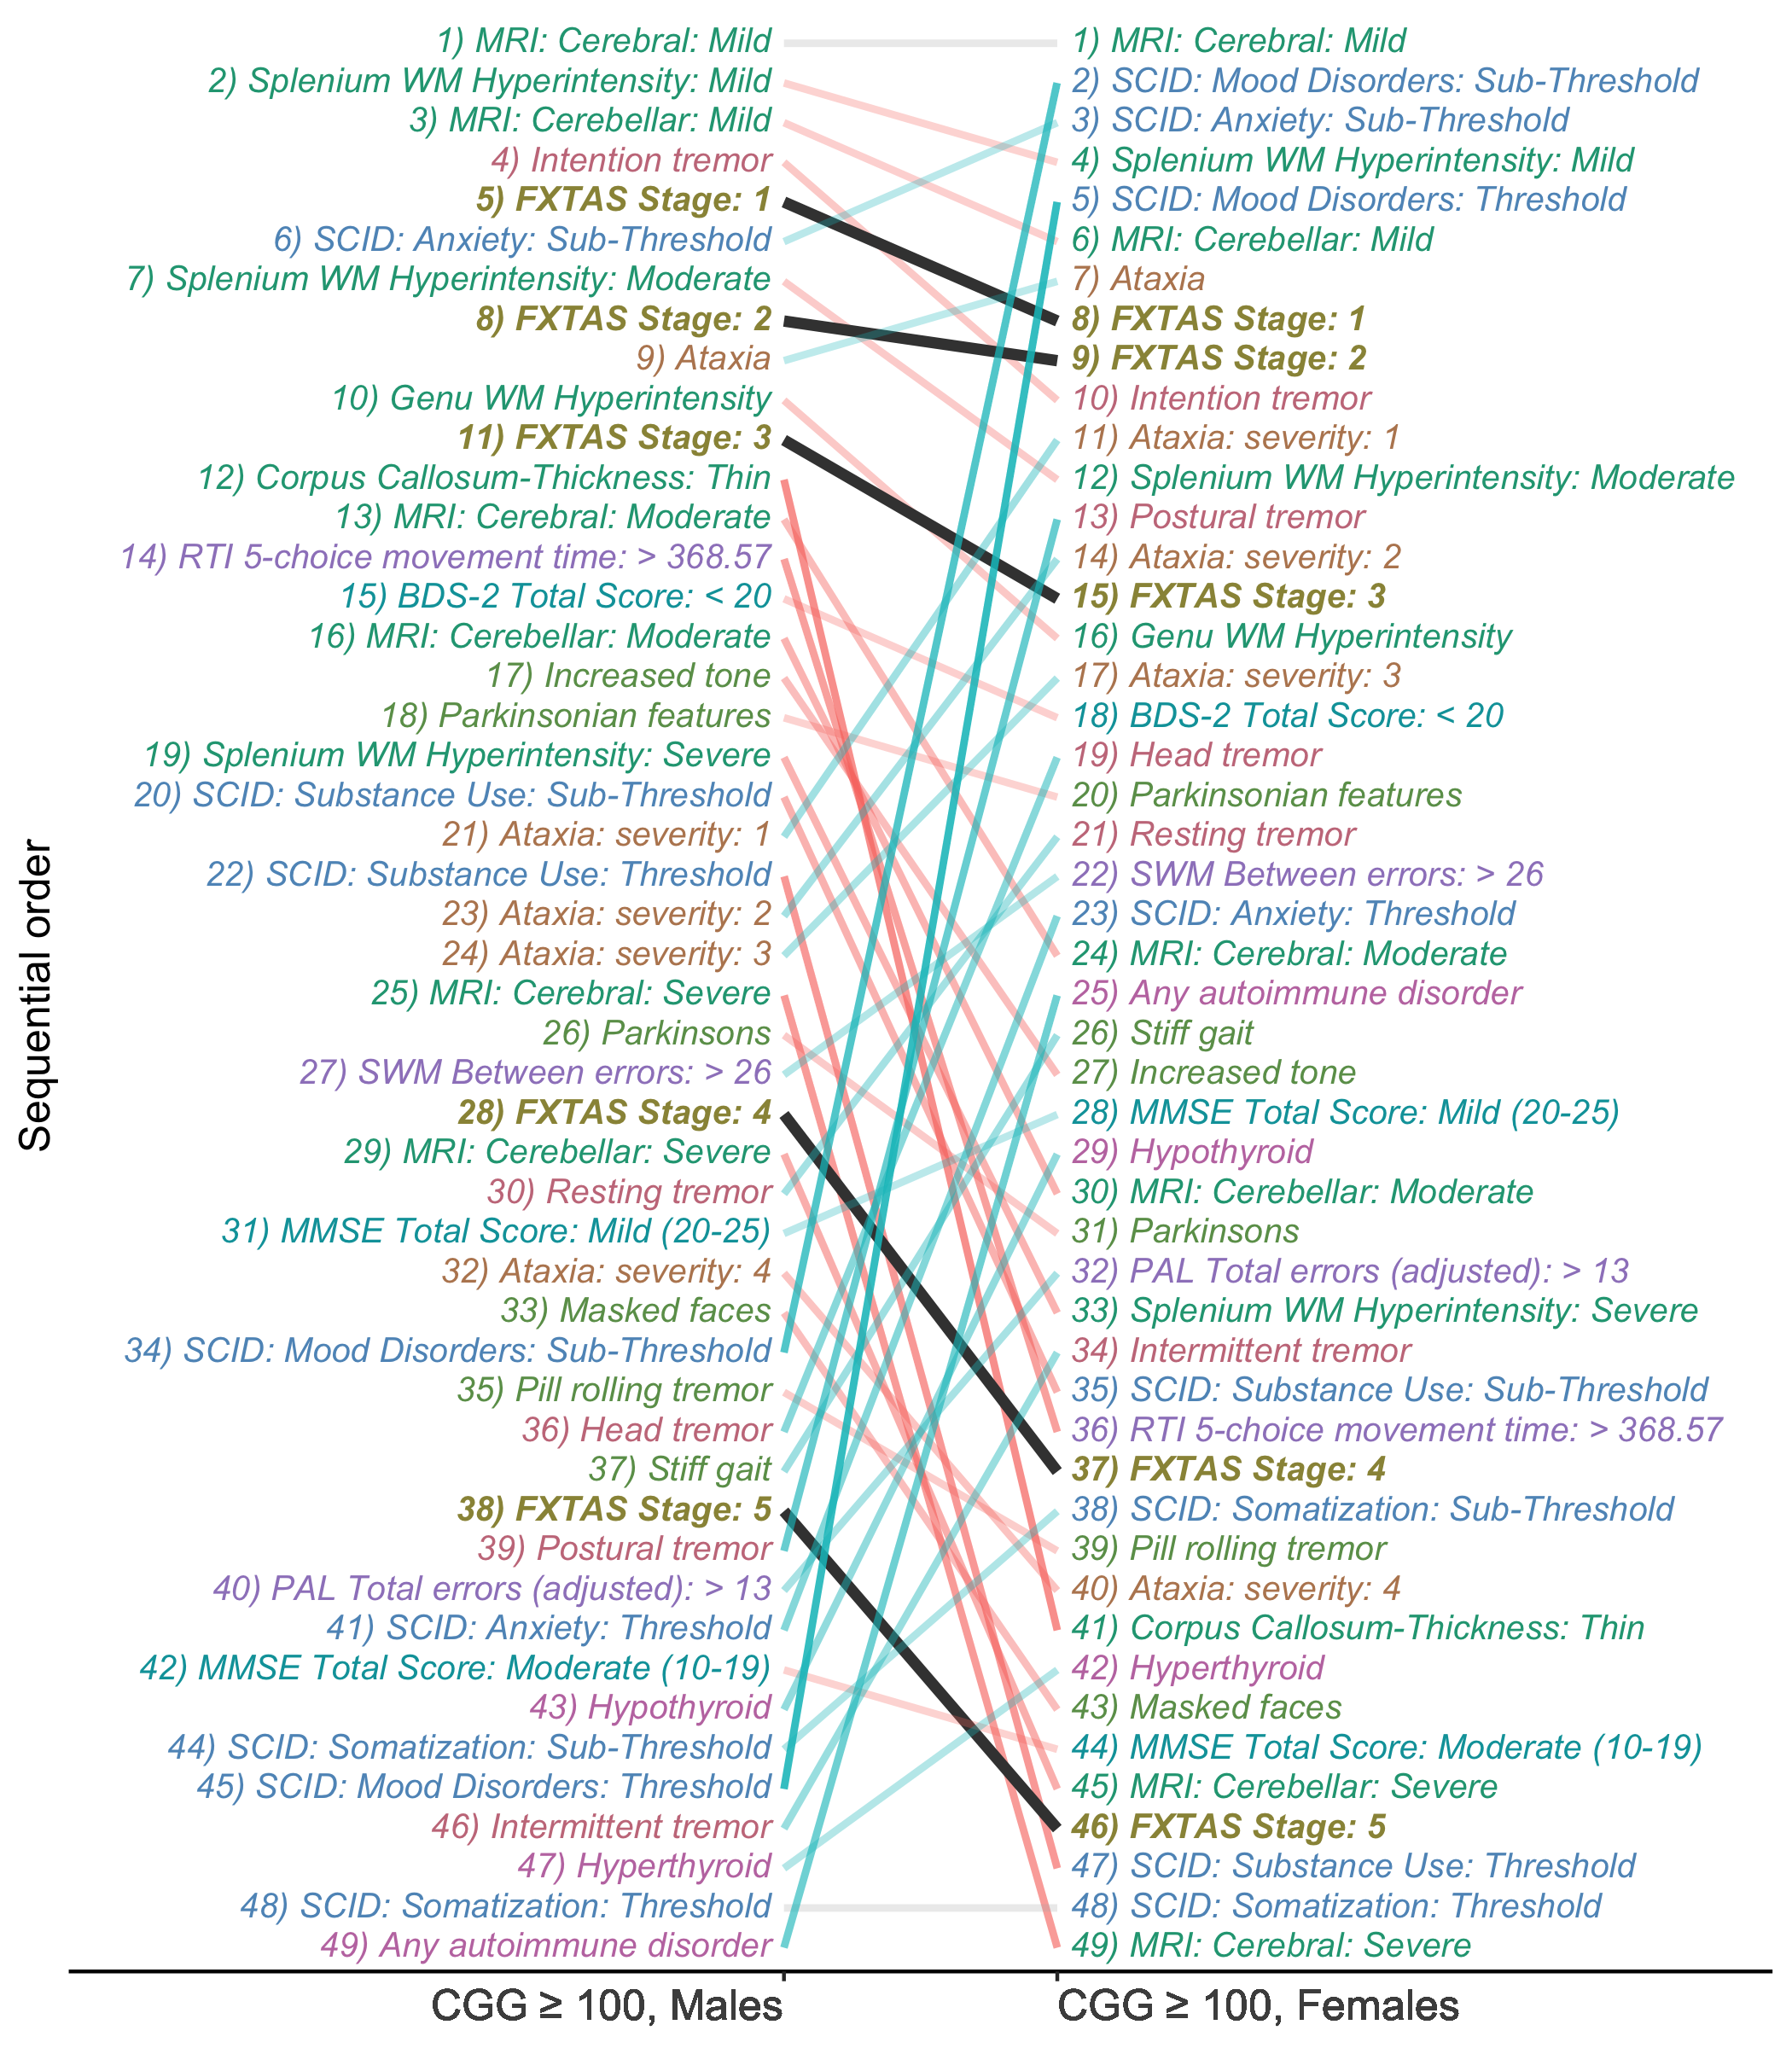 1) MRI: Cerebral: Mild
2) Splenium WM Hyperintensity: Mild
3) MRI: Cerebellar: Mild
4) Intention tremor
5) FXTAS Stage: 1
6) SCID: Anxiety: Sub-Threshold
7) Splenium WM Hyperintensity: Moderate
8) FXTAS Stage: 2
9) Ataxia
10) Genu WM Hyperintensity
11) FXTAS Stage: 3
12) Corpus Callosum-Thickness: Thin
13) MRI: Cerebral: Moderate
14) RTI 5-choice movement time: > 368.57
15) BDS-2 Total Score: < 20
16) MRI: Cerebellar: Moderate
17) Increased tone
18) Parkinsonian features
19) Splenium WM Hyperintensity: Severe
20) SCID: Substance Use: Sub-Threshold
21) Ataxia: severity: 1
22) SCID: Substance Use: Threshold
23) Ataxia: severity: 2
24) Ataxia: severity: 3
25) MRI: Cerebral: Severe
26) Parkinsons
27) SWM Between errors: > 26
28) FXTAS Stage: 4
29) MRI: Cerebellar: Severe
30) Resting tremor
31) MMSE Total Score: Mild (20-25)
32) Ataxia: severity: 4
33) Masked faces
34) SCID: Mood Disorders: Sub-Threshold
35) Pill rolling tremor
36) Head tremor
37) Stiff gait
38) FXTAS Stage: 5
39) Postural tremor
40) PAL Total errors (adjusted): > 13
41) SCID: Anxiety: Threshold
42) MMSE Total Score: Moderate (10-19)
43) Hypothyroid
44) SCID: Somatization: Sub-Threshold
45) SCID: Mood Disorders: Threshold
46) Intermittent tremor
47) Hyperthyroid
48) SCID: Somatization: Threshold
49) Any autoimmune disorder
1) MRI: Cerebral: Mild
2) SCID: Mood Disorders: Sub-Threshold
3) SCID: Anxiety: Sub-Threshold
4) Splenium WM Hyperintensity: Mild
5) SCID: Mood Disorders: Threshold
6) MRI: Cerebellar: Mild
7) Ataxia
8) FXTAS Stage: 1
9) FXTAS Stage: 2
10) Intention tremor
11) Ataxia: severity: 1
12) Splenium WM Hyperintensity: Moderate
13) Postural tremor
14) Ataxia: severity: 2
15) FXTAS Stage: 3
16) Genu WM Hyperintensity
17) Ataxia: severity: 3
18) BDS-2 Total Score: < 20
19) Head tremor
20) Parkinsonian features
21) Resting tremor
22) SWM Between errors: > 26
23) SCID: Anxiety: Threshold
24) MRI: Cerebral: Moderate
25) Any autoimmune disorder
26) Stiff gait
27) Increased tone
28) MMSE Total Score: Mild (20-25)
29) Hypothyroid
30) MRI: Cerebellar: Moderate
31) Parkinsons
32) PAL Total errors (adjusted): > 13
33) Splenium WM Hyperintensity: Severe
34) Intermittent tremor
35) SCID: Substance Use: Sub-Threshold
36) RTI 5-choice movement time: > 368.57
37) FXTAS Stage: 4
38) SCID: Somatization: Sub-Threshold
39) Pill rolling tremor
40) Ataxia: severity: 4
41) Corpus Callosum-Thickness: Thin
42) Hyperthyroid
43) Masked faces
44) MMSE Total Score: Moderate (10-19)
45) MRI: Cerebellar: Severe
46) FXTAS Stage: 5
47) SCID: Substance Use: Threshold
48) SCID: Somatization: Threshold
49) MRI: Cerebral: Severe
Sequential order
CGG ≥ 100, Males
CGG ≥ 100, Females